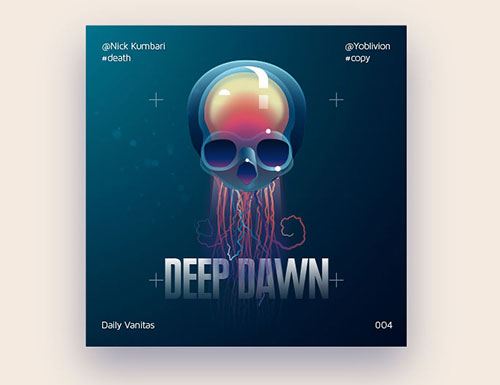 @Nick Kumbari
#death
@Yoblivion
#copy
DEEP DAWN
Daily Vanitas
004